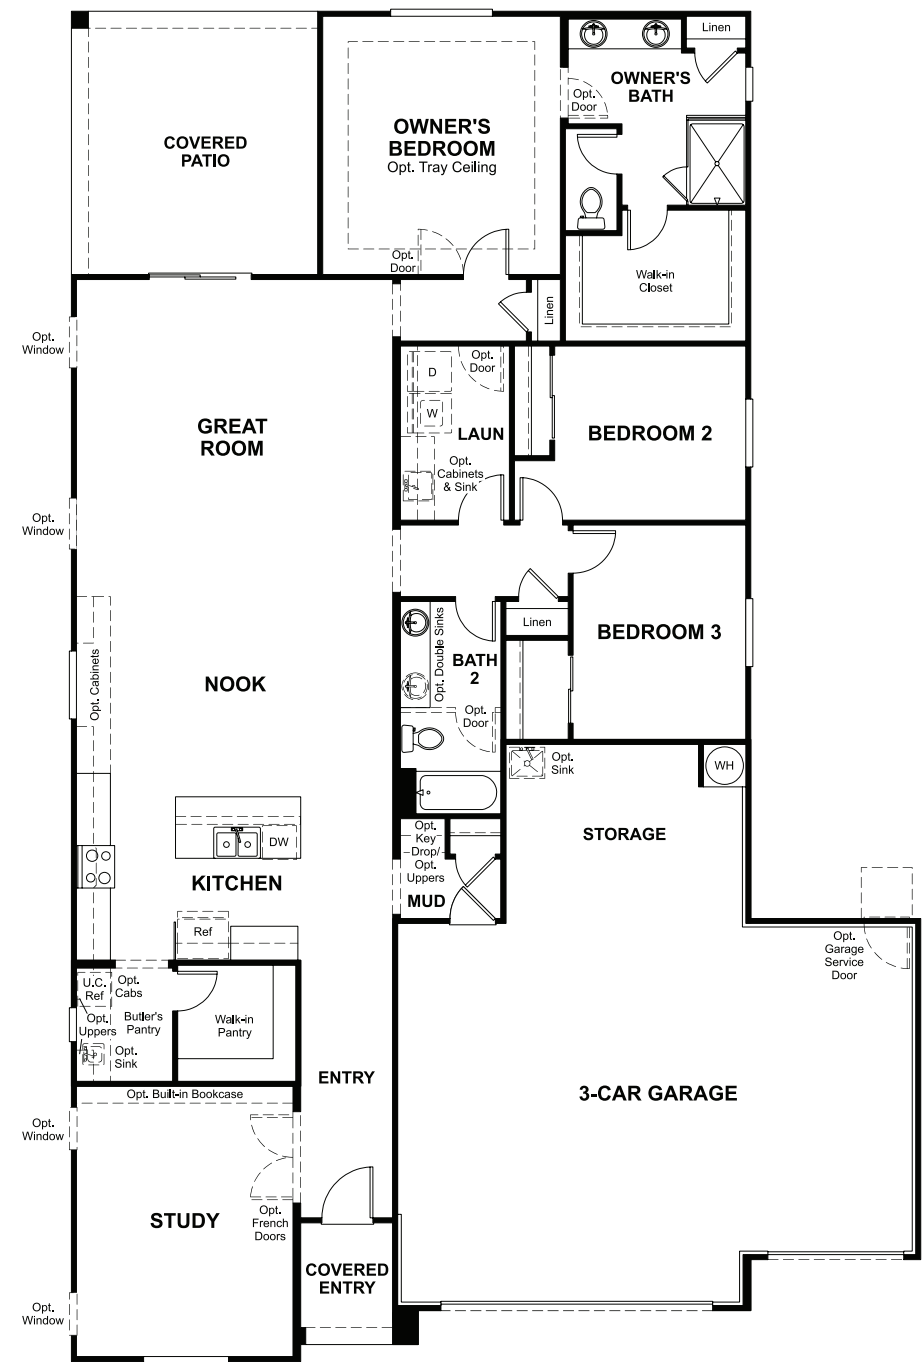 Linen
OWNER'S
BATH
Opt.
Door
COVERED
PATIO
OWNER'S
BEDROOM
Opt. Tray Ceiling
Opt.
Door
Walk-in
Closet
Linen
Opt.
Window
D
W
Opt.
Door
LAUN
Opt.
Cabinets
& Sink
BEDROOM 2
GREAT
ROOM
Opt.
Window
Linen
BEDROOM 3
Opt. Double Sinks
BATH
2
Opt.
Door
Opt. Cabinets
NOOK
Opt.
Sink
WH
STORAGE
DW
KITCHEN
Opt.
Key
Drop/
Opt.
Uppers
MUD
Ref
Opt.
Garage
Service
Door
U.C.
Ref
Opt.
Cabs
Opt.
Uppers
Butler's
Pantry
Opt.
Sink
Walk-in
Pantry
ENTRY
3-CAR GARAGE
Opt. Built-in Bookcase
Opt.
Window
STUDY
Opt.
French
Doors
COVERED
ENTRY
Opt.
Window